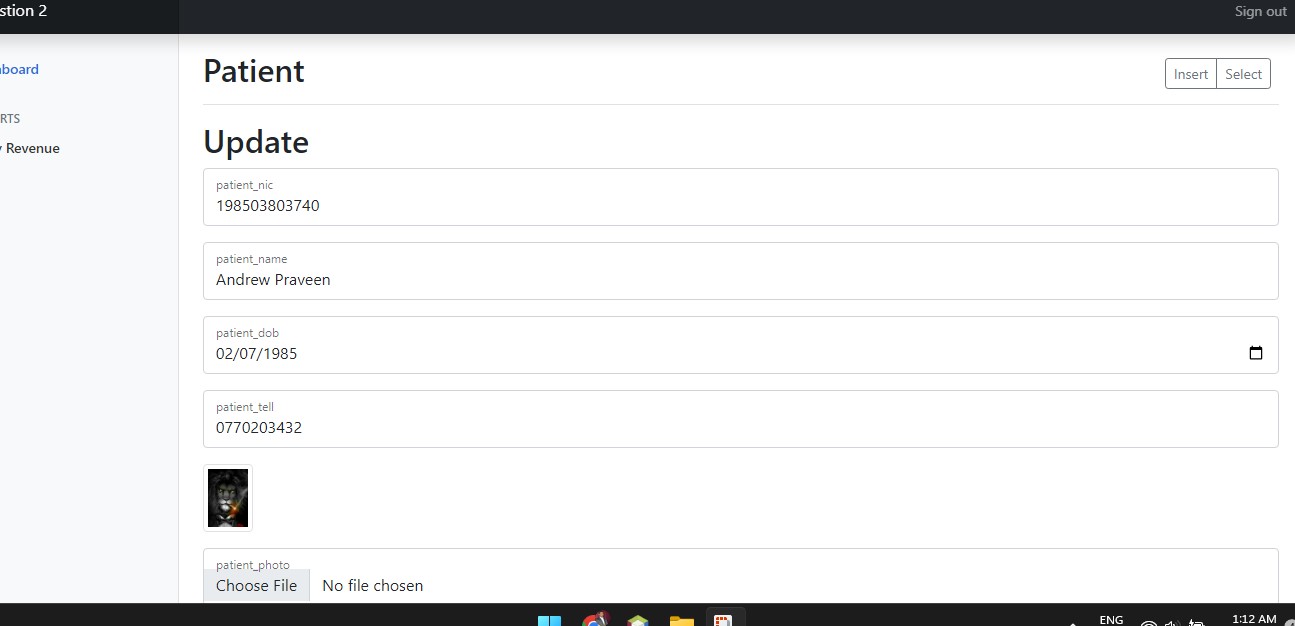 stion 2
Sign out
board
Patient
Insert
Select
RTS
Update
y Revenue
patient_nic
198503803740
patient_name
Andrew Praveen
patient_dob
02/07/1985
patient_tell
0770203432
patient_photo
Choose File No file chosen
ENG
1:12 AM